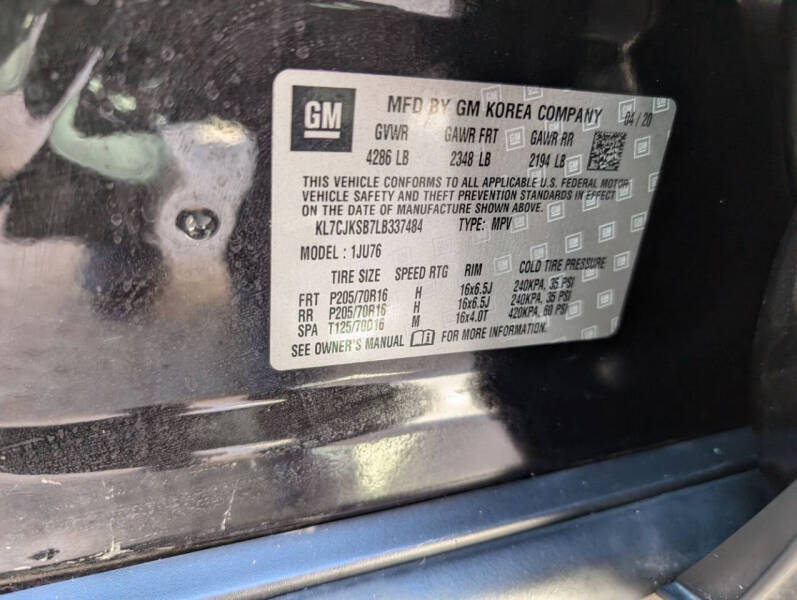 GM
MFD BY GM KOREA COMPANY 04/20
GVWR GAWR FRT GAWR RR
4286 LB 2348 LB 2194 LB
THIS VEHICLE CONFORMS TO ALL APPLICABLE U.S. FEDERAL MOTOR
VEHICLE SAFETY AND THEFT PREVENTION STANDARDS IN EFFECT
ON THE DATE OF MANUFACTURE SHOWN ABOVE.
KL7CJKSB7LB337484 TYPE: MPV
MODEL : 1JU76
TIRE SIZE SPEED RTG RIM COLD TIRE PRESSURE
FRT P205/70R16 H 16x6.5J 240KPA, 35 PSI
RR P205/70R16 H 16x6.5J 240KPA, 35 PSI
SPA T125/70D16 M 16x4.0T 420KPA, 60 PSI
SEE OWNER'S MANUAL FOR MORE INFORMATION.